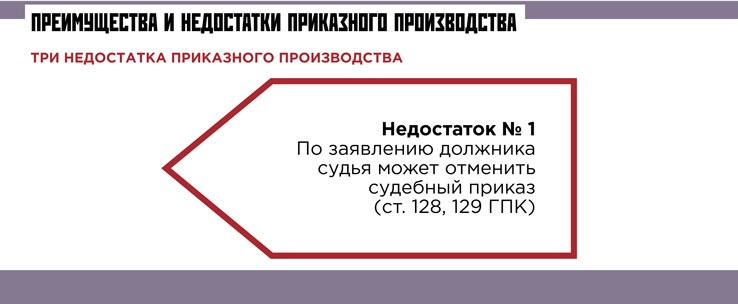 ПРЕИМУЩЕСТВА И НЕДОСТАТКИ ПРИКАЗНОГО ПРОИЗВОДСТВА
ТРИ НЕДОСТАТКА ПРИКАЗНОГО ПРОИЗВОДСТВА
Недостаток № 1
По заявлению должника
судья может отменить
судебный приказ
(ст. 128, 129 ГПК)